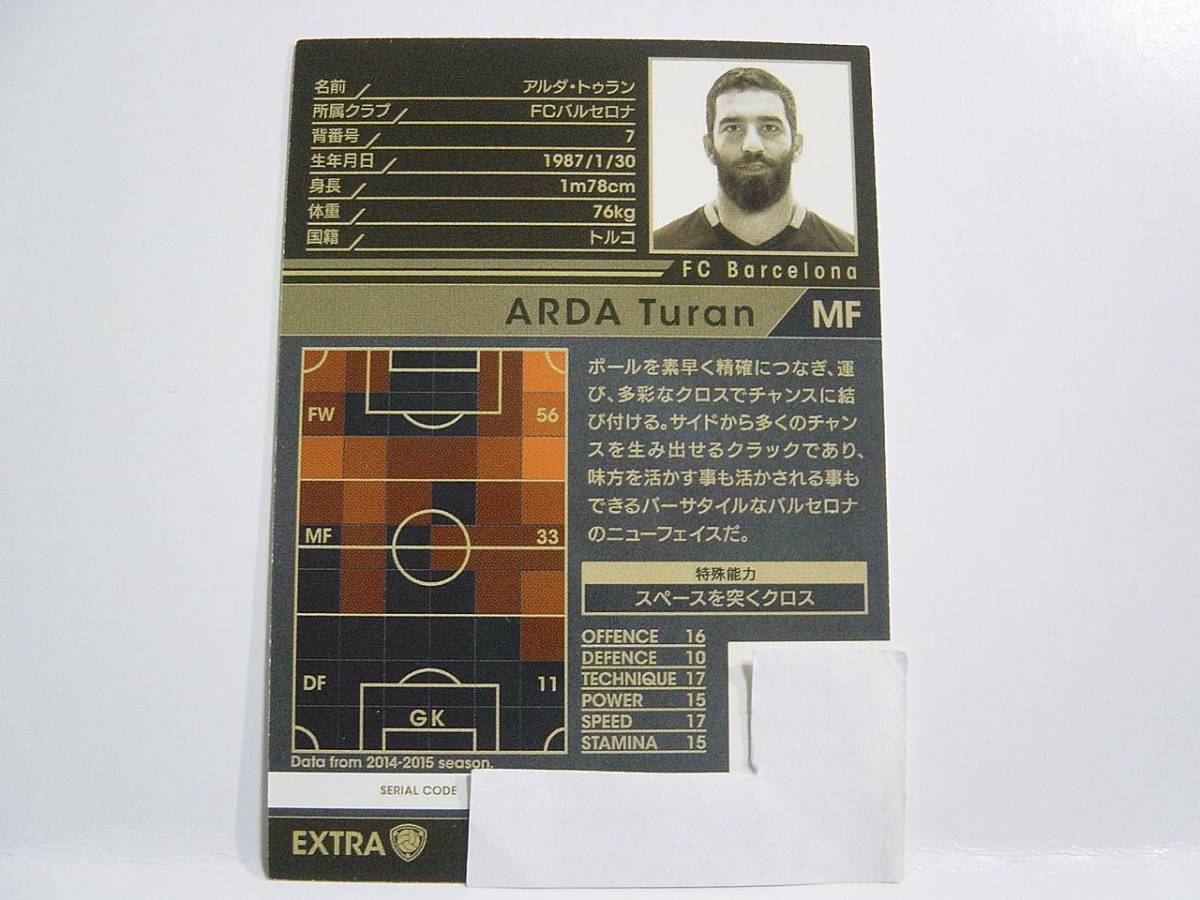 名前 アルダ・トゥラン
所属クラブ FCバルセロナ
背番号 7
生年月日 1987/1/30
身長 1m78cm
体重 76kg
国籍 トルコ
FC Barcelona
ARDA Turan MF
FW 56
MF 33
DF 11
GK
Data from 2014-2015 season.
ボールを素早く精確につなぎ、運
び、多彩なクロスでチャンスに結
び付ける。サイドから多くのチャン
スを生み出せるクラックであり、
味方を活かす事も活かされる事も
できるバーサタイルなバルセロナ
のニューフェイスだ。
特殊能力
スペースを突くクロス
OFFENCE 16
DEFENCE 10
TECHNIQUE 17
POWER 15
SPEED 17
STAMINA 15
SERIAL CODE
EXTRA